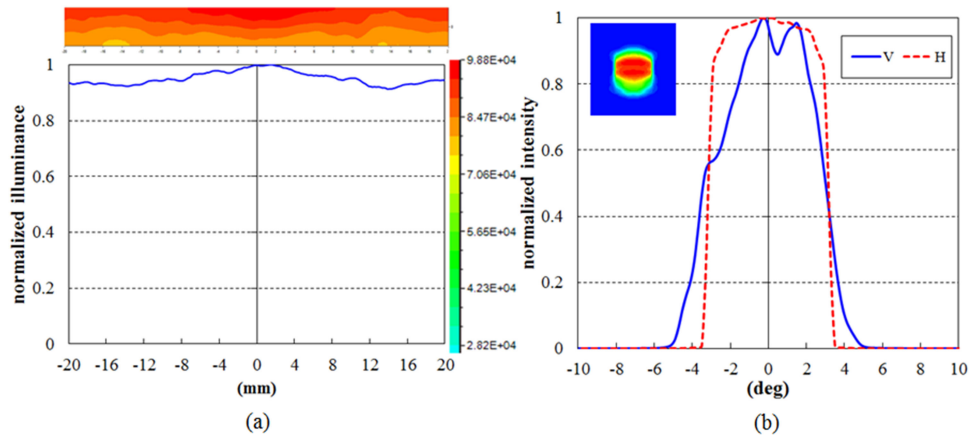 normalized illuminance
1
0.8
0.6
0.4
0.2
0
-20 -16 -12 -8 -4 0 4 8 12 16 20
(mm)
9.88E+04
8.47E+04
7.06E+04
5.65E+04
4.23E+04
2.82E+04
(a)
normalized intensity
1
0.8
0.6
0.4
0.2
0
-10 -8 -6 -4 -2 0 2 4 6 8 10
(deg)
V H
(b)